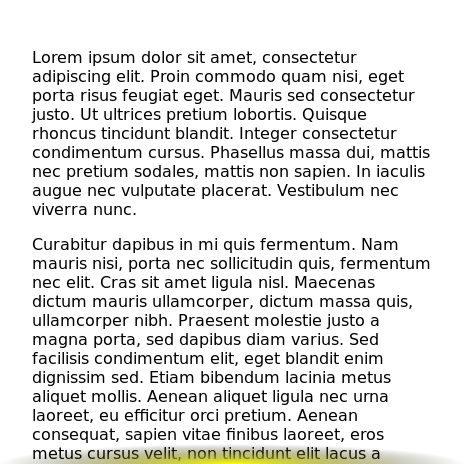 Lorem ipsum dolor sit amet, consectetur
adipiscing elit. Proin commodo quam nisi, eget
porta risus feugiat eget. Mauris sed consectetur
justo. Ut ultrices pretium lobortis. Quisque
rhoncus tincidunt blandit. Integer consectetur
condimentum cursus. Phasellus massa dui, mattis
nec pretium sodales, mattis non sapien. In iaculis
augue nec vulputate placerat. Vestibulum nec
viverra nunc.
Curabitur dapibus in mi quis fermentum. Nam
mauris nisi, porta nec sollicitudin quis, fermentum
nec elit. Cras sit amet ligula nisl. Maecenas
dictum mauris ullamcorper, dictum massa quis,
ullamcorper nibh. Praesent molestie justo a
magna porta, sed dapibus diam varius. Sed
facilisis condimentum elit, eget blandit enim
dignissim sed. Etiam bibendum lacinia metus
aliquet mollis. Aenean aliquet ligula nec urna
laoreet, eu efficitur orci pretium. Aenean
consequat, sapien vitae finibus laoreet, eros
metus cursus velit, non tincidunt elit lacus a